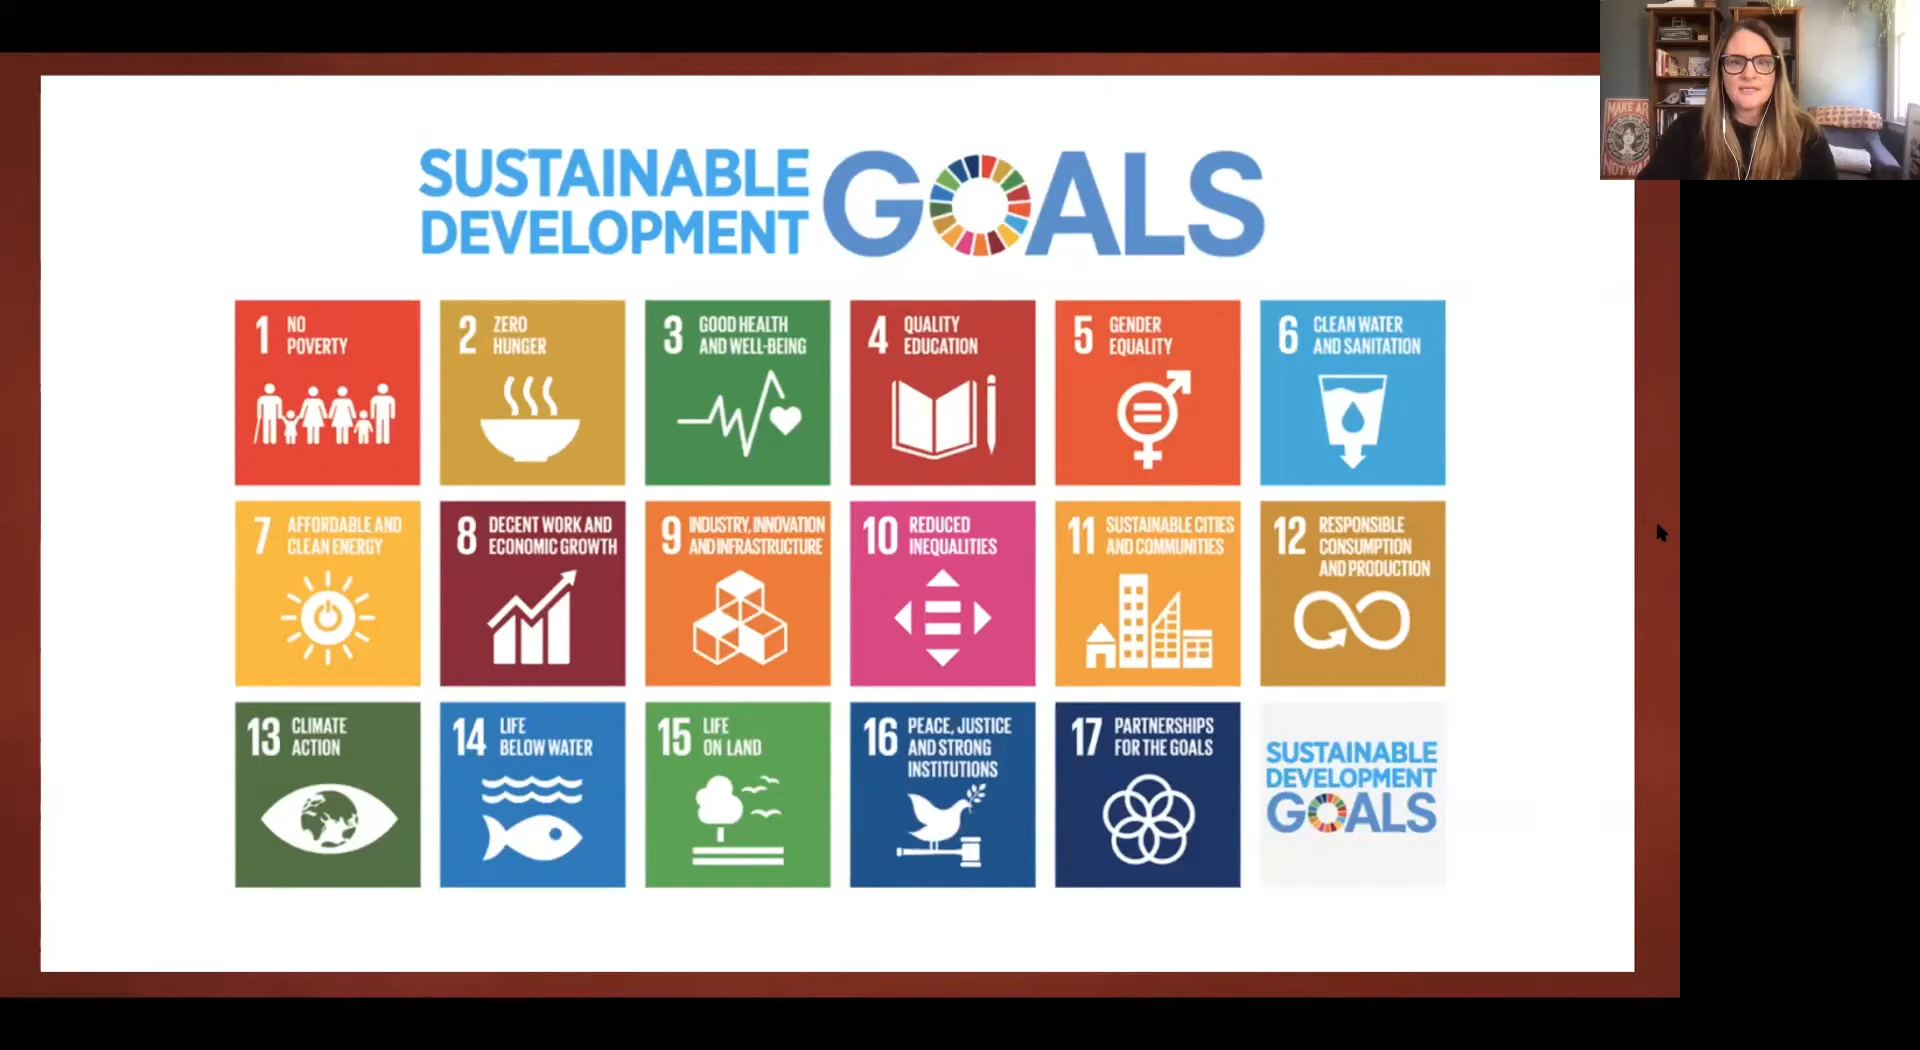 MAKE AR
NOT WA
SUSTAINABLE
DEVELOPMENT
GOALS
1 NO
POVERTY
2 ZERO
HUNGER
3 GOOD HEALTH
AND WELL-BEING
4 QUALITY
EDUCATION
5 GENDER
EQUALITY
6 CLEAN WATER
AND SANITATION
7 AFFORDABLE AND
CLEAN ENERGY
8 DECENT WORK AND
ECONOMIC GROWTH
9 INDUSTRY, INNOVATION
AND INFRASTRUCTURE
10 REDUCED
INEQUALITIES
11 SUSTAINABLE CITIES
AND COMMUNITIES
12 RESPONSIBLE
CONSUMPTION
AND PRODUCTION
13 CLIMATE
ACTION
14 LIFE
BELOW WATER
15 LIFE
ON LAND
16 PEACE, JUSTICE
AND STRONG
INSTITUTIONS
17 PARTNERSHIPS
FOR THE GOALS
SUSTAINABLE
DEVELOPMENT
GOALS